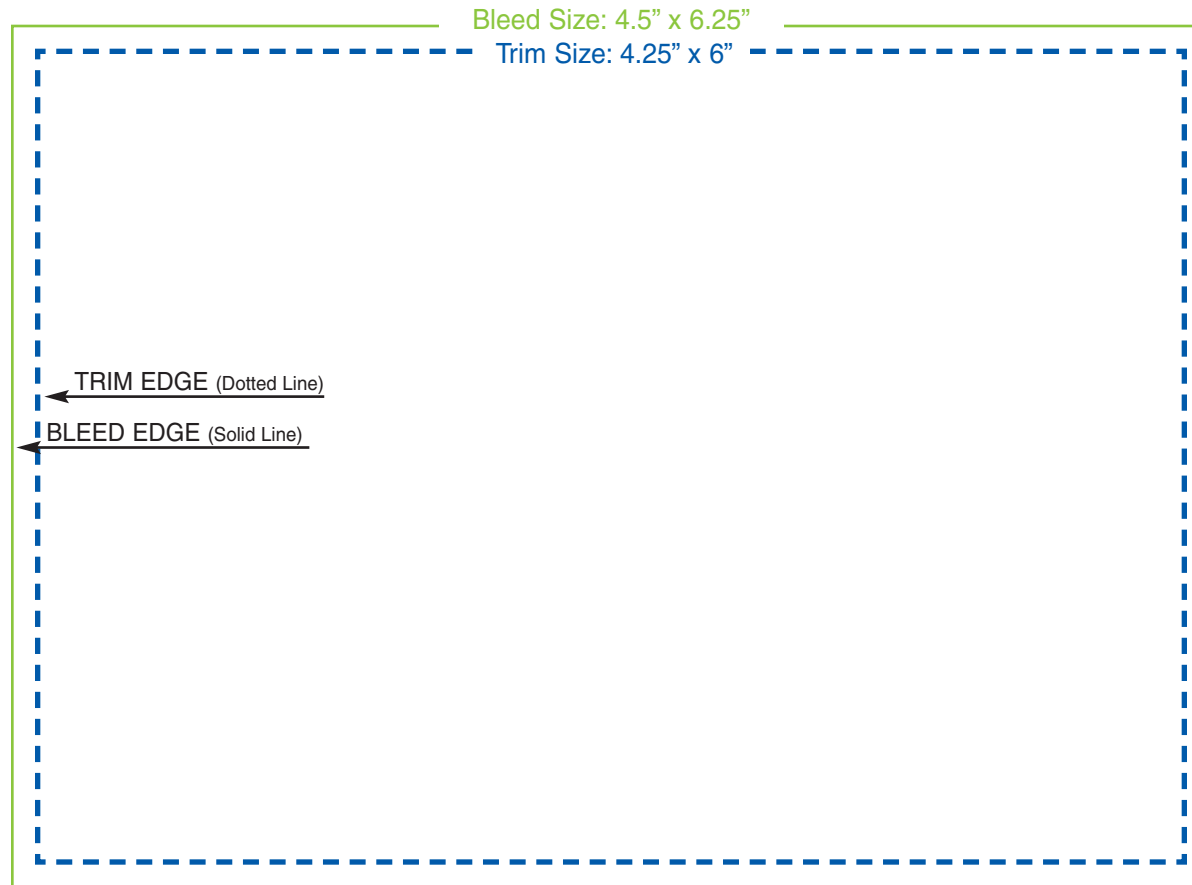 Bleed Size: 4.5” x 6.25”
Trim Size: 4.25” x 6”
TRIM EDGE (Dotted Line)
BLEED EDGE (Solid Line)